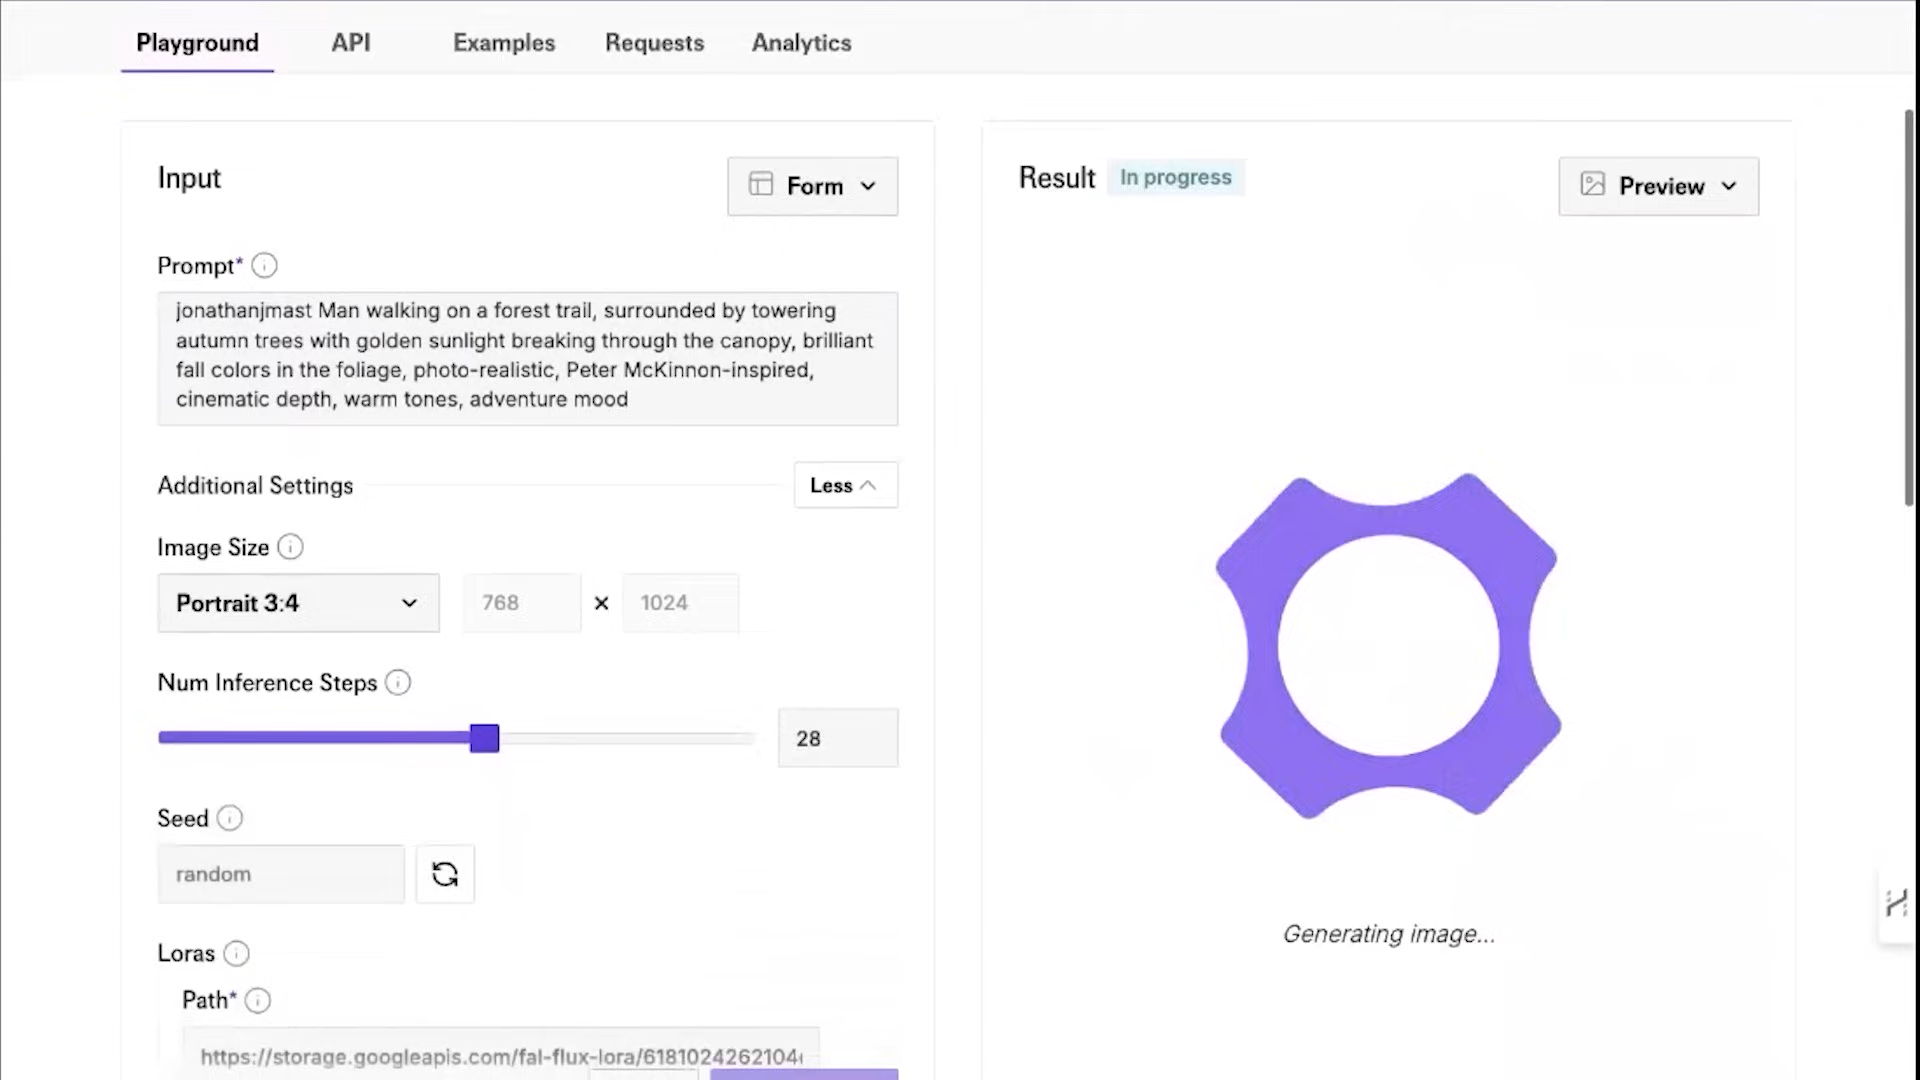 Playground API Examples Requests Analytics
Input
Form
Result In progress
Preview
Prompt*
jonathanjmast Man walking on a forest trail, surrounded by towering
autumn trees with golden sunlight breaking through the canopy, brilliant
fall colors in the foliage, photo-realistic, Peter McKinnon-inspired,
cinematic depth, warm tones, adventure mood
Additional Settings
Less
Image Size
Portrait 3:4
768 × 1024
Num Inference Steps
28
Seed
random
Loras
Path*
https://storage.googleapis.com/fal-flux-lora/6181024262104
Generating image...